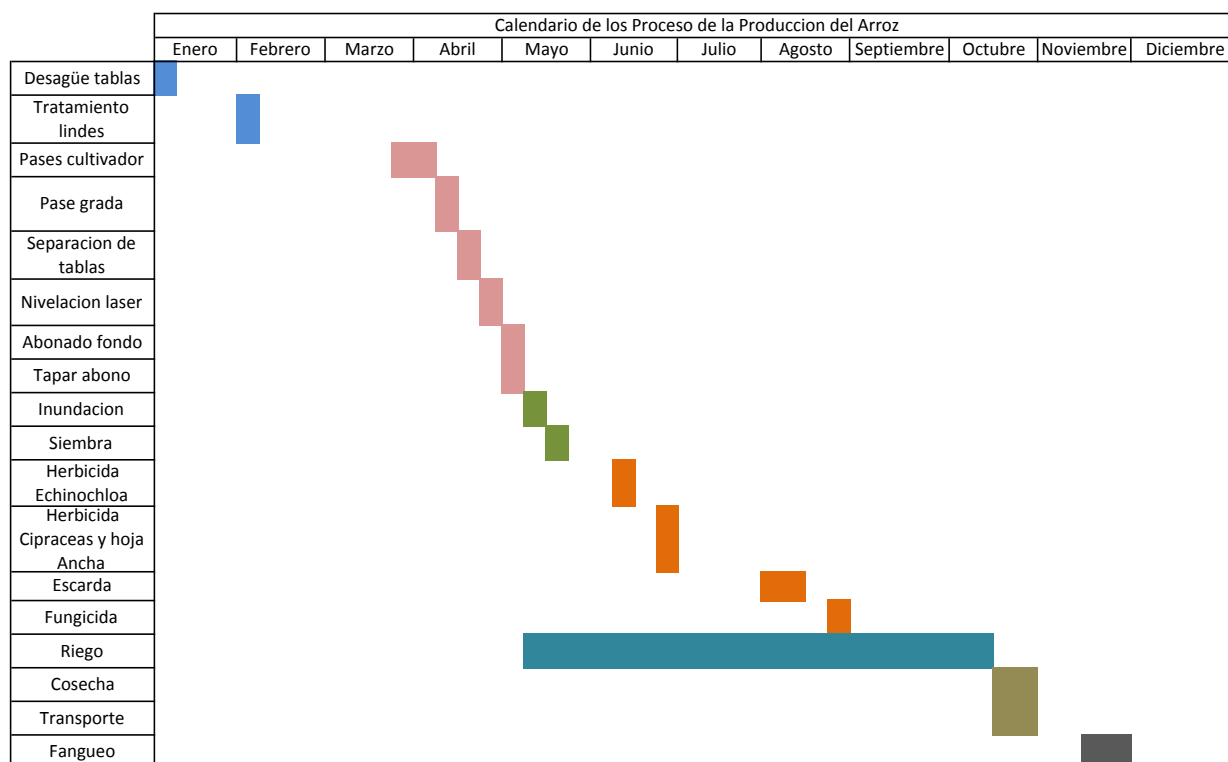 Calendario de los Proceso de la Produccion del Arroz
Enero Febrero Marzo Abril Mayo Junio Julio Agosto Septiembre Octubre Noviembre Diciembre
Desagüe tablas
Tratamiento
lindes
Pases cultivador
Pase grada
Separacion de
tablas
Nivelacion laser
Abonado fondo
Tapar abono
Inundacion
Siembra
Herbicida
Echinochloa
Herbicida
Cipraceas y hoja
Ancha
Escarda
Fungicida
Riego
Cosecha
Transporte
Fangueo